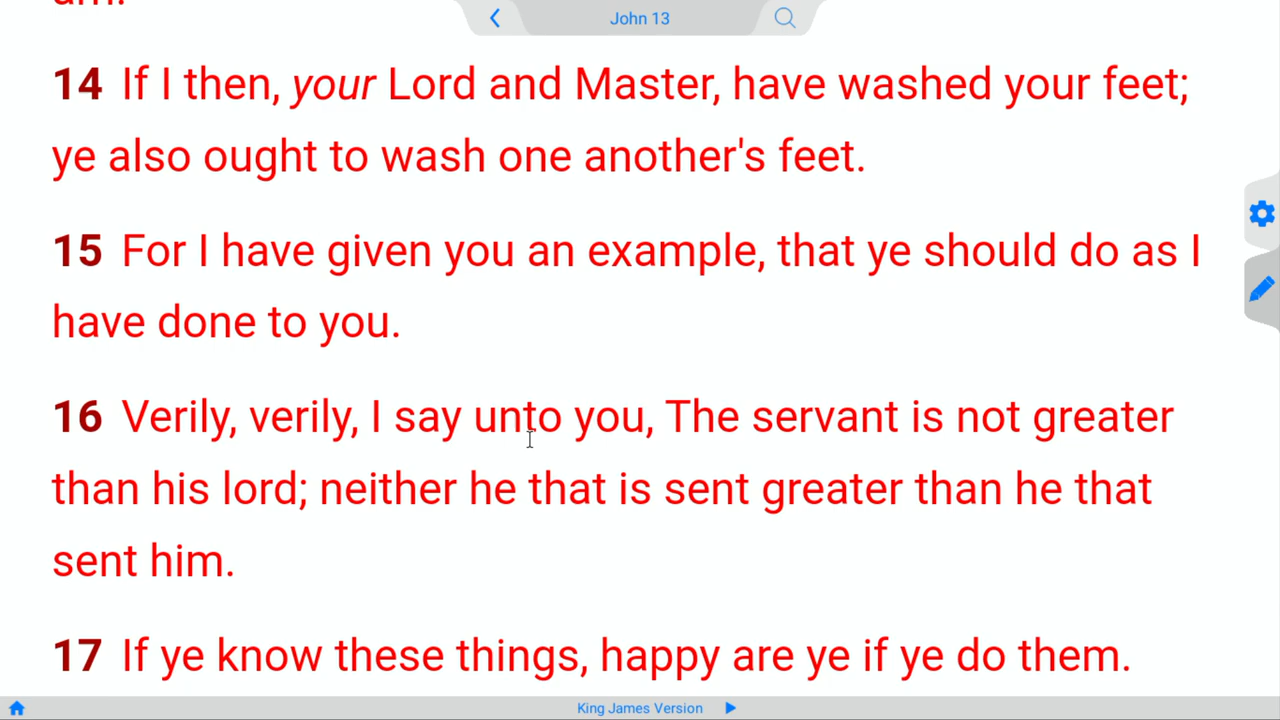 am.
John 13
14 If I then, your Lord and Master, have washed your feet;
ye also ought to wash one another's feet.
15 For I have given you an example, that ye should do as I
have done to you.
16 Verily, verily, I say unto you, The servant is not greater
than his lord; neither he that is sent greater than he that
sent him.
17 If ye know these things, happy are ye if ye do them.
King James Version